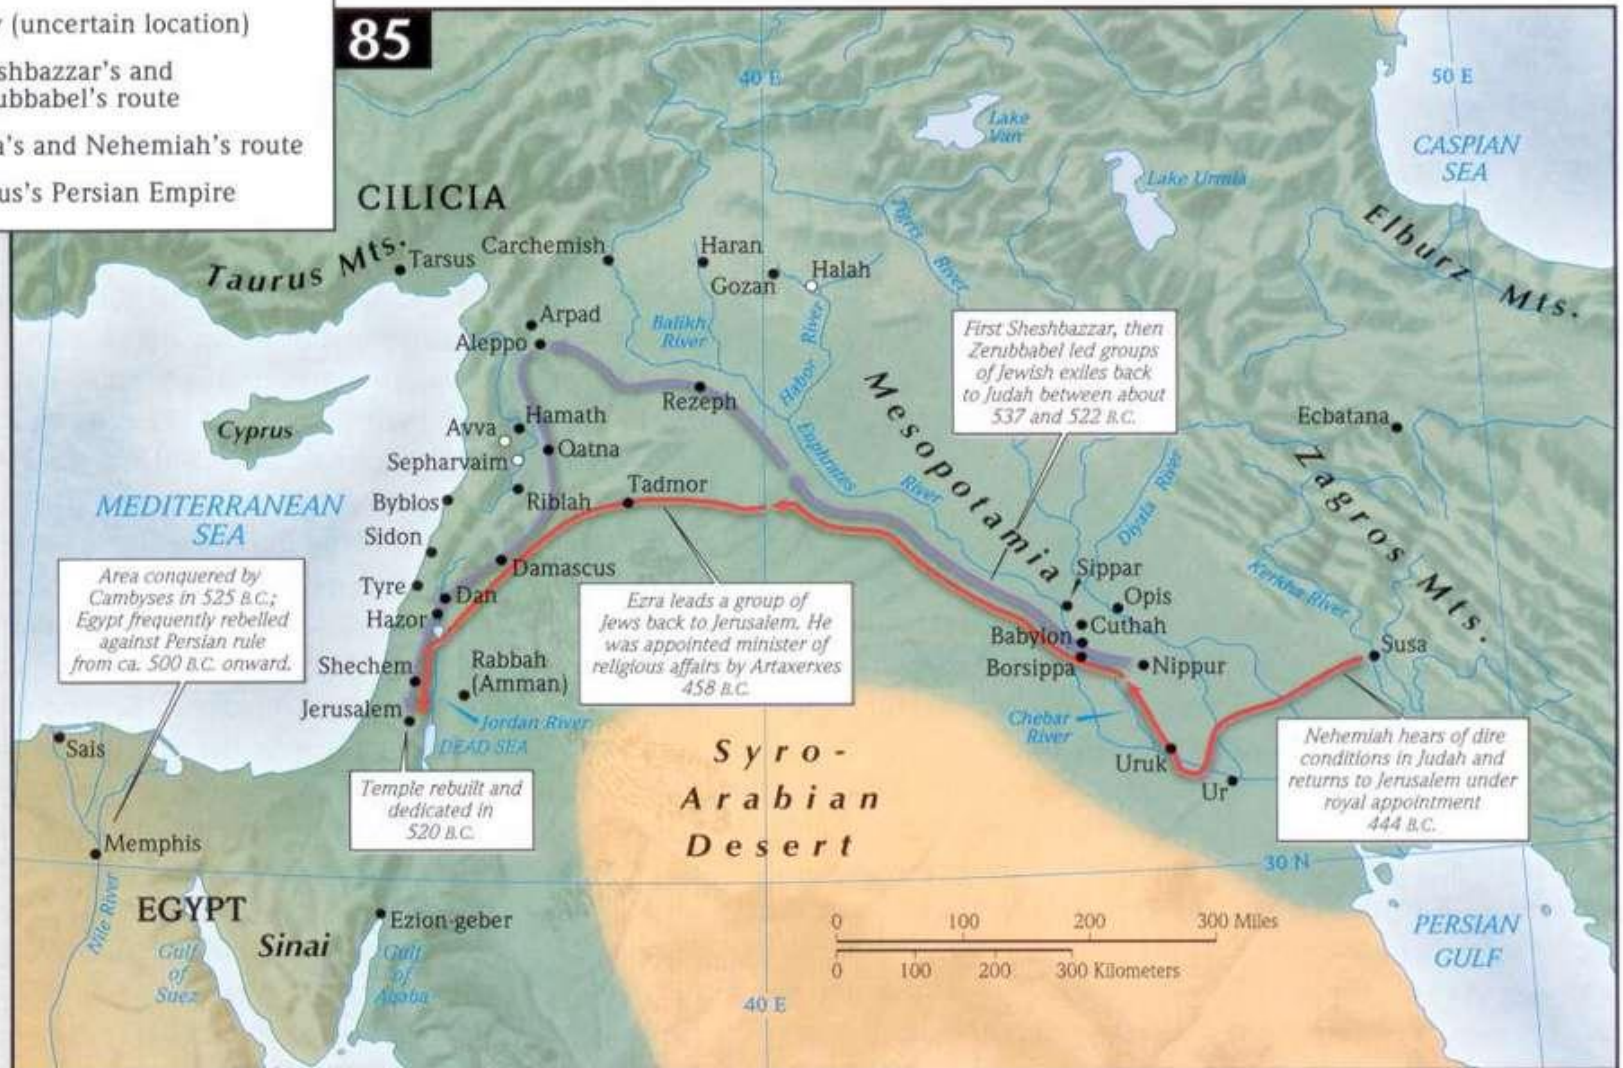 (uncertain location)
shbazzar's and
ubbabel's route
a's and Nehemiah's route
us's Persian Empire
85
40 E
50 E
Lake
Van
Lake Urmia
CASPIAN
SEA
CILICIA
Taurus Mts.
Tarsus
Carchemish
Haran
Gozan
Halah
Tigris
River
Elburz Mts.
Arpad
Aleppo
Balikh
River
Habor River
Rezeph
First Sheshbazzar, then
Zerubbabel led groups
of Jewish exiles back
to Judah between about
537 and 522 B.C.
Cyprus
Hamath
Avva
Qatna
Sepharvaim
Riblah
Byblos
Tadmor
Euphrates
River
Mesopotamia
Diyala River
Ecbatana
Zagros Mts.
MEDITERRANEAN
SEA
Sidon
Damascus
Tyre
Dan
Hazor
Sippar
Opis
Cuthah
Babylon
Borsippa
Nippur
Kerkha River
Susa
Area conquered by
Cambyses in 525 B.C.;
Egypt frequently rebelled
against Persian rule
from ca. 500 B.C. onward.
Ezra leads a group of
Jews back to Jerusalem. He
was appointed minister of
religious affairs by Artaxerxes
458 B.C.
Shechem
Rabbah
(Amman)
Jerusalem
Jordan River
DEAD SEA
Chebar
River
Uruk
Ur
Nehemiah hears of dire
conditions in Judah and
returns to Jerusalem under
royal appointment
444 B.C.
Sais
Temple rebuilt and
dedicated in
520 B.C.
Syro-
Arabian
Desert
Memphis
30 N
Nile River
EGYPT
Sinai
Ezion-geber
Gulf
of
Suez
Gulf
of
Aqaba
0 100 200 300 Miles
0 100 200 300 Kilometers
PERSIAN
GULF
40 E